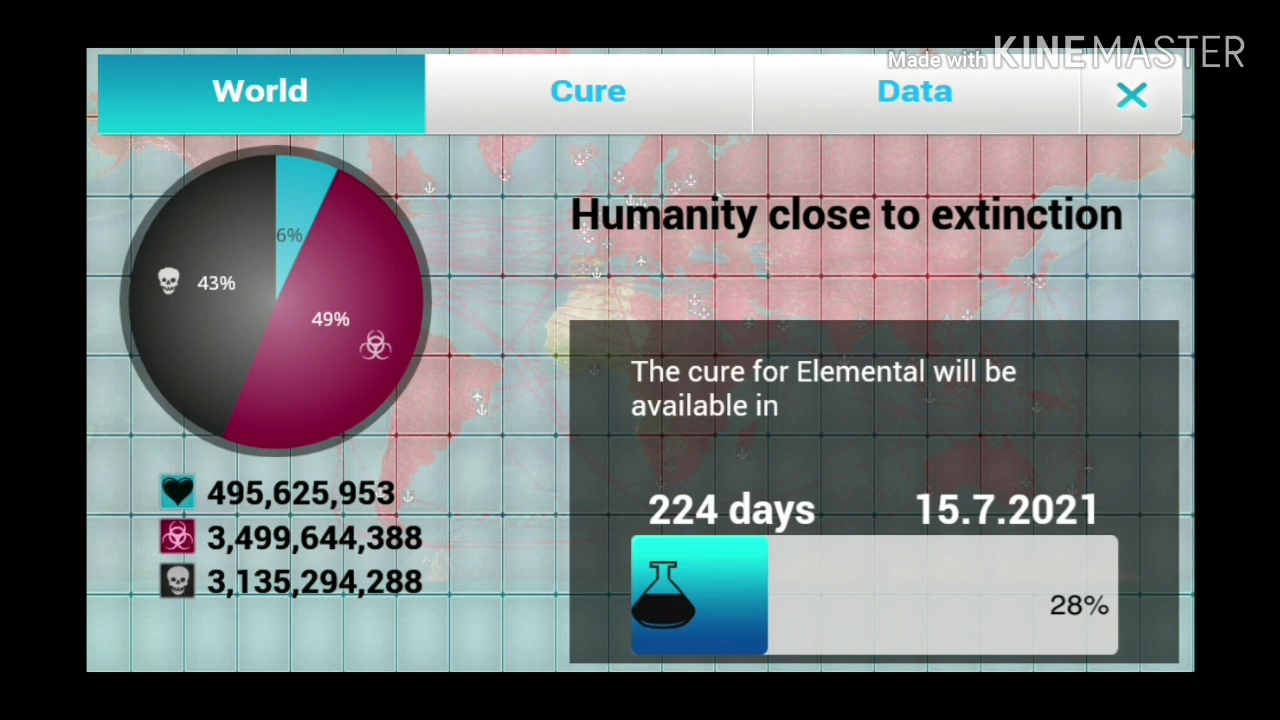 Made with KINEMASTER
World
Cure
Data
6%
43%
49%
Humanity close to extinction
The cure for Elemental will be
available in
224 days
15.7.2021
28%
495,625,953
3,499,644,388
3,135,294,288